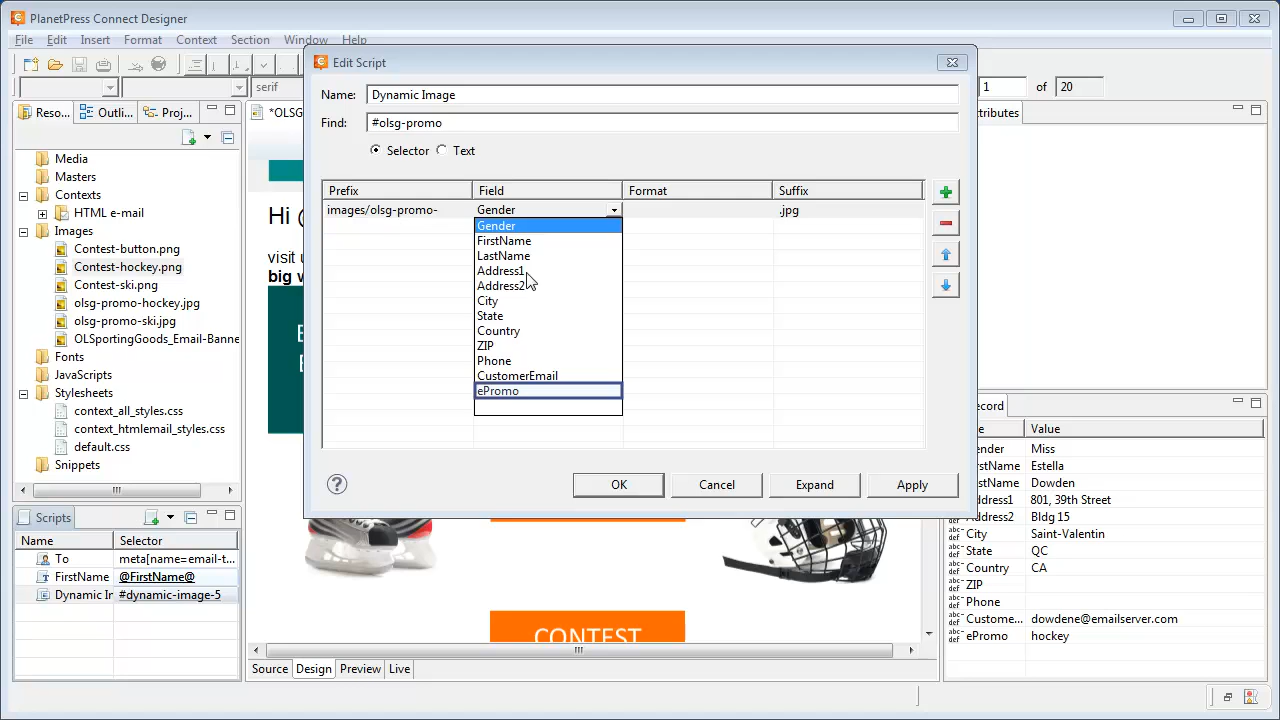 PlanetPress Connect Designer
File Edit Insert Format Context Section Window Help
serif
1 of 20
Edit Script
Name: Dynamic Image
Find: #olsg-promo
Selector Text
Prefix Field Format Suffix
images/olsg-promo- Gender .jpg
Gender
FirstName
LastName
Address1
Address2
City
State
Country
ZIP
Phone
CustomerEmail
ePromo
OK Cancel Expand Apply
Reso... Outli... Proj...
Media
Masters
Contexts
HTML e-mail
Images
Contest-button.png
Contest-hockey.png
Contest-ski.png
olsg-promo-hockey.jpg
olsg-promo-ski.jpg
OLSportingGoods_Email-Banne
Fonts
JavaScripts
Stylesheets
context_all_styles.css
context_htmlemail_styles.css
default.css
Snippets
Scripts
Name Selector
To meta[name=email-t...
FirstName @FirstName@
Dynamic Ir #dynamic-image-5
*OLSG
Hi @
visit u
big w
E
E
CONTEST
Source Design Preview Live
tributes
ecord
e Value
ender Miss
rstName Estella
stName Dowden
ddress1 801, 39th Street
ddress2 Bldg 15
City Saint-Valentin
State QC
Country CA
ZIP
Phone
Custome... dowdene@emailserver.com
ePromo hockey